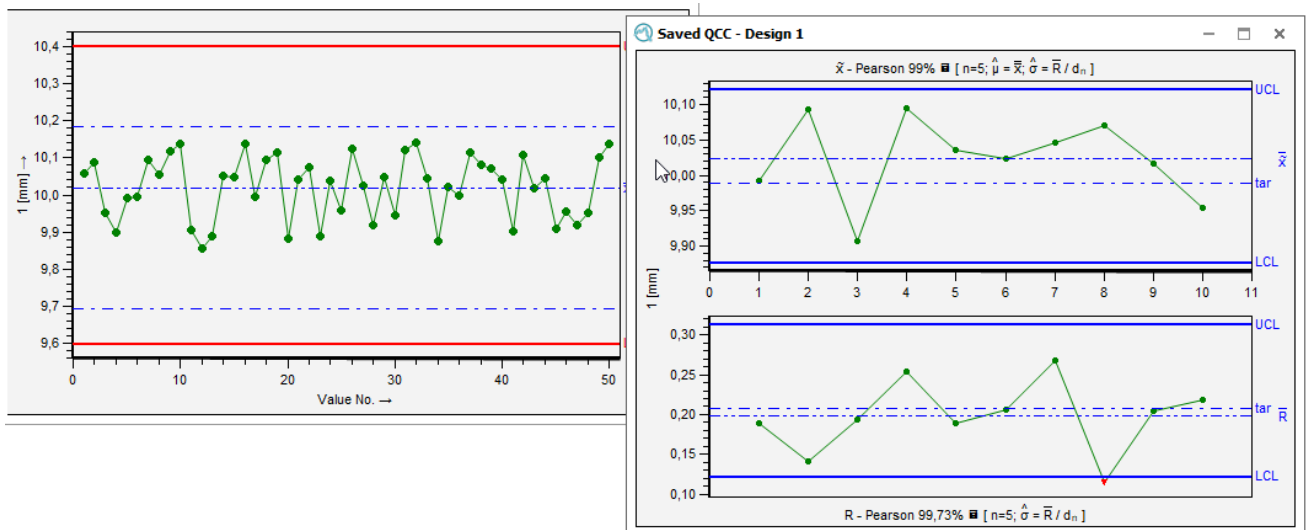 10,4
10,3
10,2
10,1
10,0
9,9
9,8
9,7
9,6
1 [mm] →
0 10 20 30 40 50
Value No. →
Saved QCC - Design 1
x̃ - Pearson 99% [ n=5; μ̂ = x̿; σ̂ = R̅ / dₙ ]
UCL
10,10
10,05
x̿
10,00
tar
9,95
9,90
LCL
0 1 2 3 4 5 6 7 8 9 10 11
1 [mm]
UCL
0,30
0,25
tar
R̅
0,20
0,15
LCL
0,10
R - Pearson 99,73% [ n=5; σ̂ = R̅ / dₙ ]